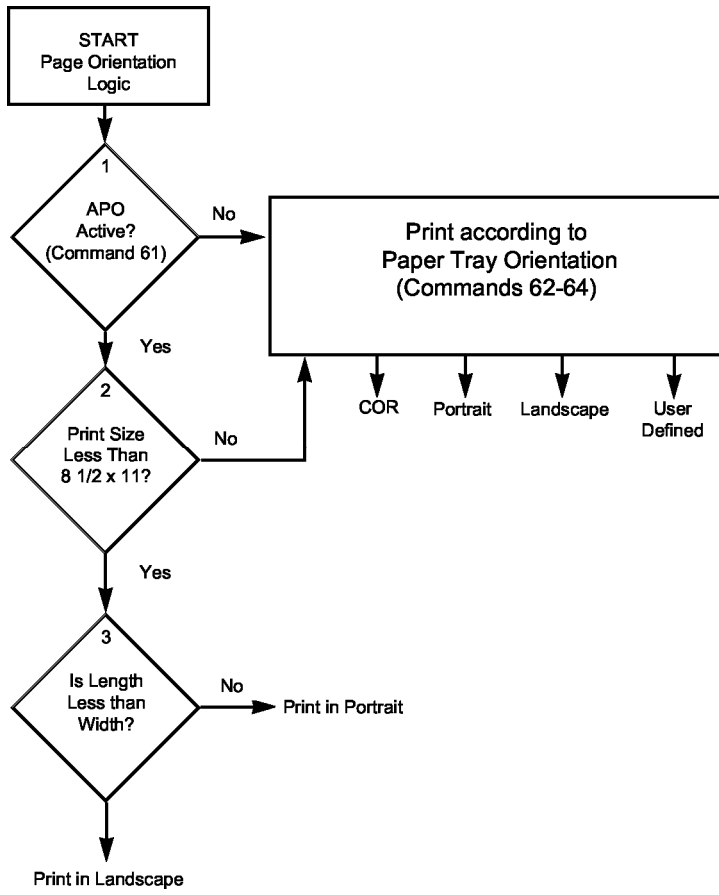 START
Page Orientation
Logic
1
APO
Active?
(Command 61)
No
Print according to
Paper Tray Orientation
(Commands 62-64)
Yes
COR
Portrait
Landscape
User
Defined
2
Print Size
Less Than
8 1/2 x 11?
No
Yes
3
Is Length
Less than
Width?
No
Print in Portrait
Print in Landscape